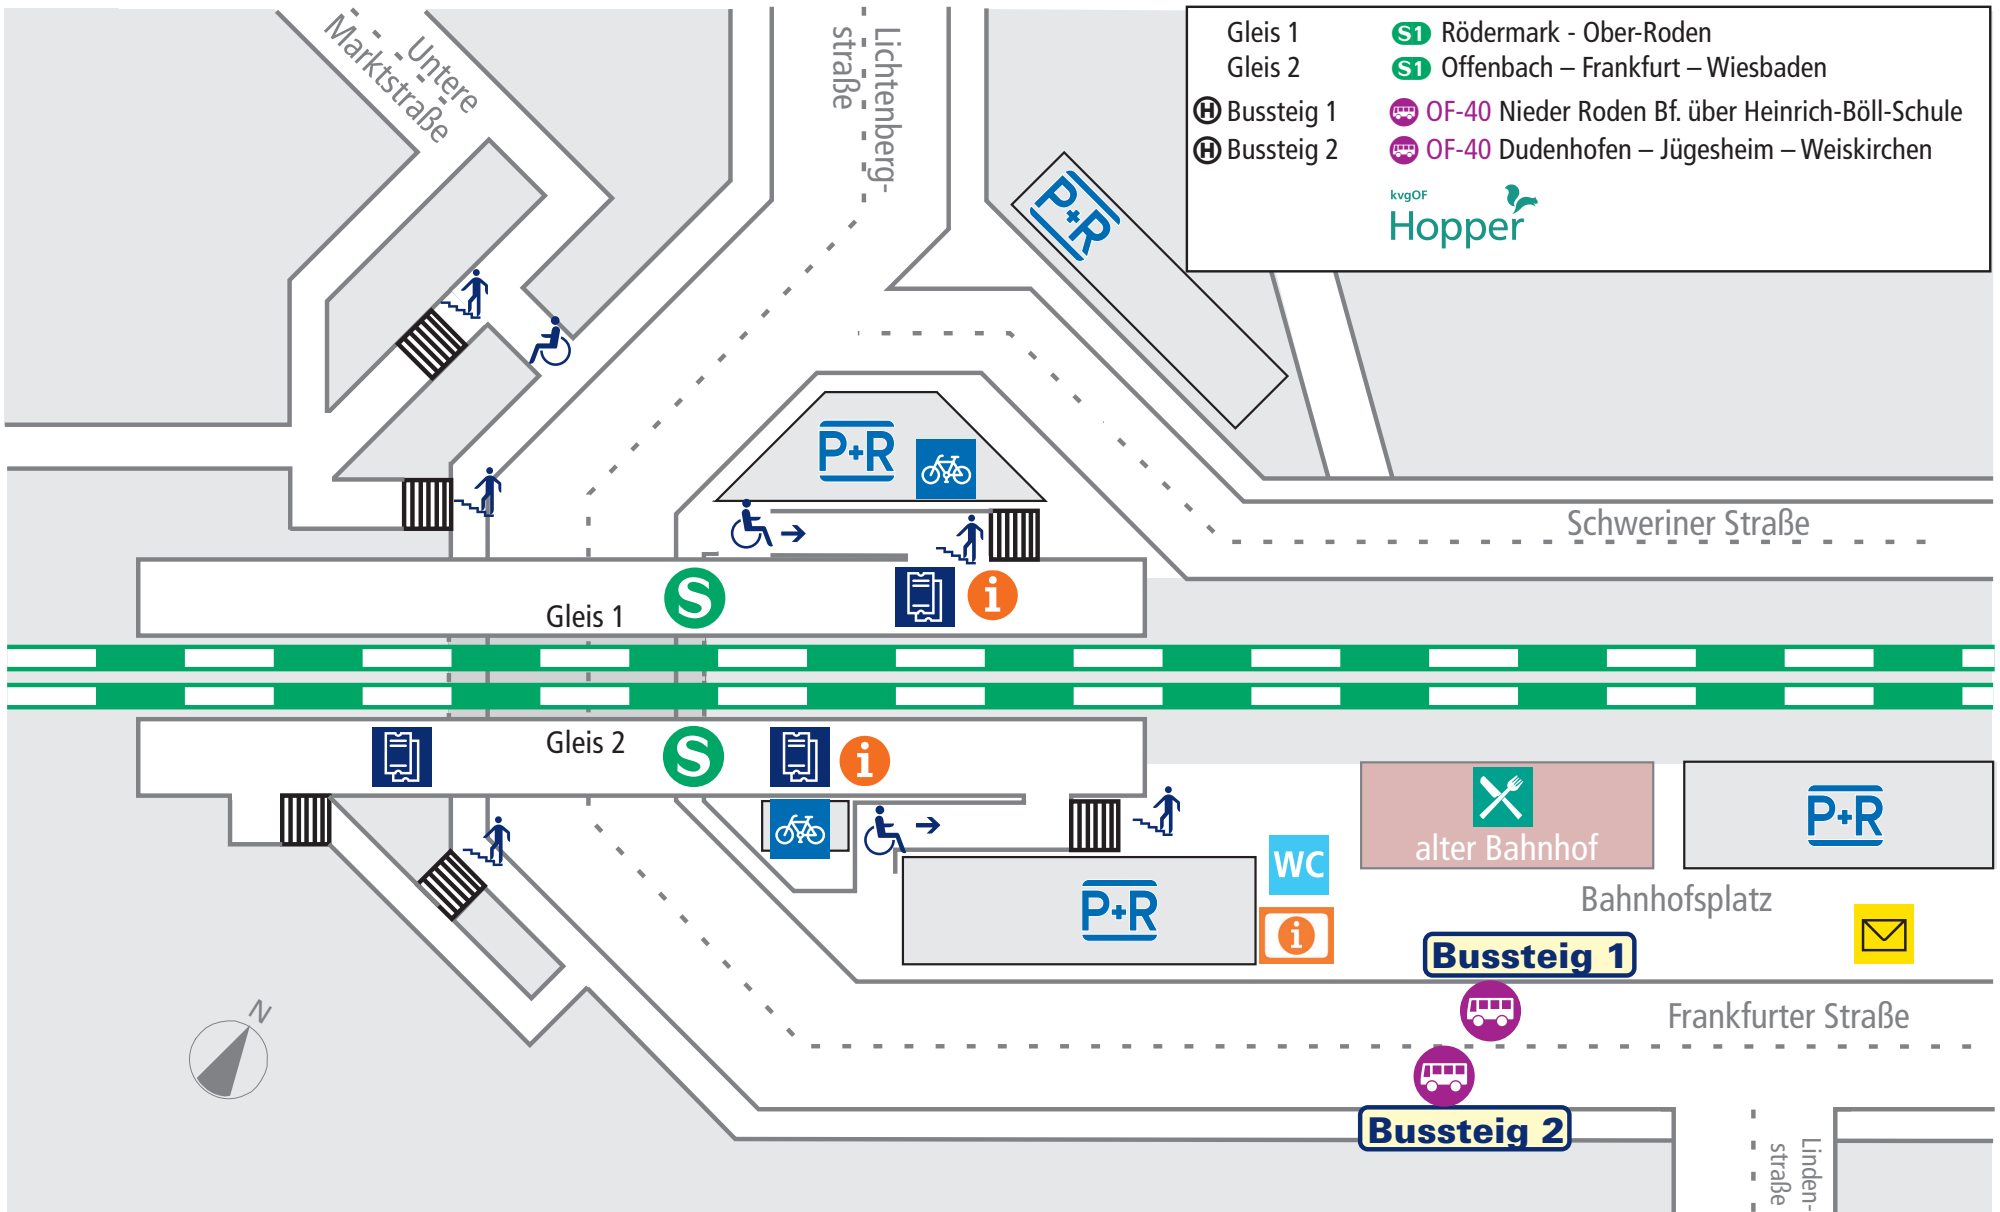 Gleis 1 S1 Rödermark - Ober-Roden
Gleis 2 S1 Offenbach – Frankfurt – Wiesbaden
H Bussteig 1 OF-40 Nieder Roden Bf. über Heinrich-Böll-Schule
H Bussteig 2 OF-40 Dudenhofen – Jügesheim – Weiskirchen
kvgOF
Hopper
Untere
Marktstraße
Lichtenberg-
straße
P+R
P+R
Schweriner Straße
Gleis 1
S
i
Gleis 2
S
i
alter Bahnhof
P+R
WC
P+R
i
Bahnhofsplatz
Bussteig 1
Frankfurter Straße
N
Bussteig 2
Linden-
straße